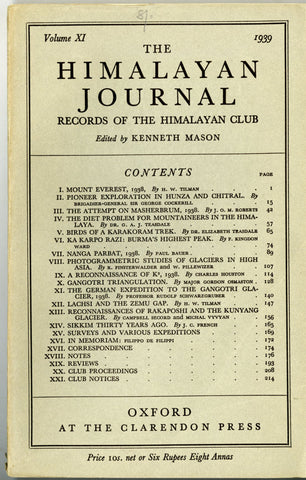 81.
Volume XI 1939
THE
HIMALAYAN
JOURNAL
RECORDS OF THE HIMALAYAN CLUB
Edited by KENNETH MASON
CONTENTS PAGE
I. MOUNT EVEREST, 1938, By H. W. TILMAN . 1
II. PIONEER EXPLORATION IN HUNZA AND CHITRAL. By
BRIGADIER-GENERAL SIR GEORGE COCKERILL . 15
III. THE ATTEMPT ON MASHERBRUM, 1938. By J. O. M. ROBERTS 42
IV. THE DIET PROBLEM FOR MOUNTAINEERS IN THE HIMA-
LAYA. By DR. G. A. J. TEASDALE . 57
V. BIRDS OF A KARAKORAM TREK. By DR. ELIZABETH TEASDALE 65
VI. KA KARPO RAZI: BURMA'S HIGHEST PEAK. By F. KINGDON
WARD . 74
VII. NANGA PARBAT, 1938. By PAUL BAUER . 89
VIII. PHOTOGRAMMETRIC STUDIES OF GLACIERS IN HIGH
ASIA. By R. FINSTERWALDER and W. PILLEWIZER . 107
IX. A RECONNAISSANCE OF K2, 1938. By CHARLES HOUSTON . 114
X. GANGOTRI TRIANGULATION. By MAJOR GORDON OSMASTON . 128
XI. THE GERMAN EXPEDITION TO THE GANGOTRI GLA-
CIER, 1938. By PROFESSOR RUDOLF SCHWARZGRUBER . 140
XII. LACHSI AND THE ZEMU GAP. By H. W. TILMAN . 147
XIII. RECONNAISSANCES OF RAKAPOSHI AND THE KUNYANG
GLACIER. By CAMPBELL SECORD and MICHAL VYVYAN . 156
XIV. SIKKIM THIRTY YEARS AGO. By J. C. FRENCH . 165
XV. SURVEYS AND VARIOUS EXPEDITIONS . 169
XVI. IN MEMORIAM: FILIPPO DE FILIPPI . 172
XVII. CORRESPONDENCE . 174
XVIII. NOTES . 176
XIX. REVIEWS . 193
XX. CLUB PROCEEDINGS . 208
XXI. CLUB NOTICES . 214
OXFORD
AT THE CLARENDON PRESS
Price 10s. net or Six Rupees Eight Annas